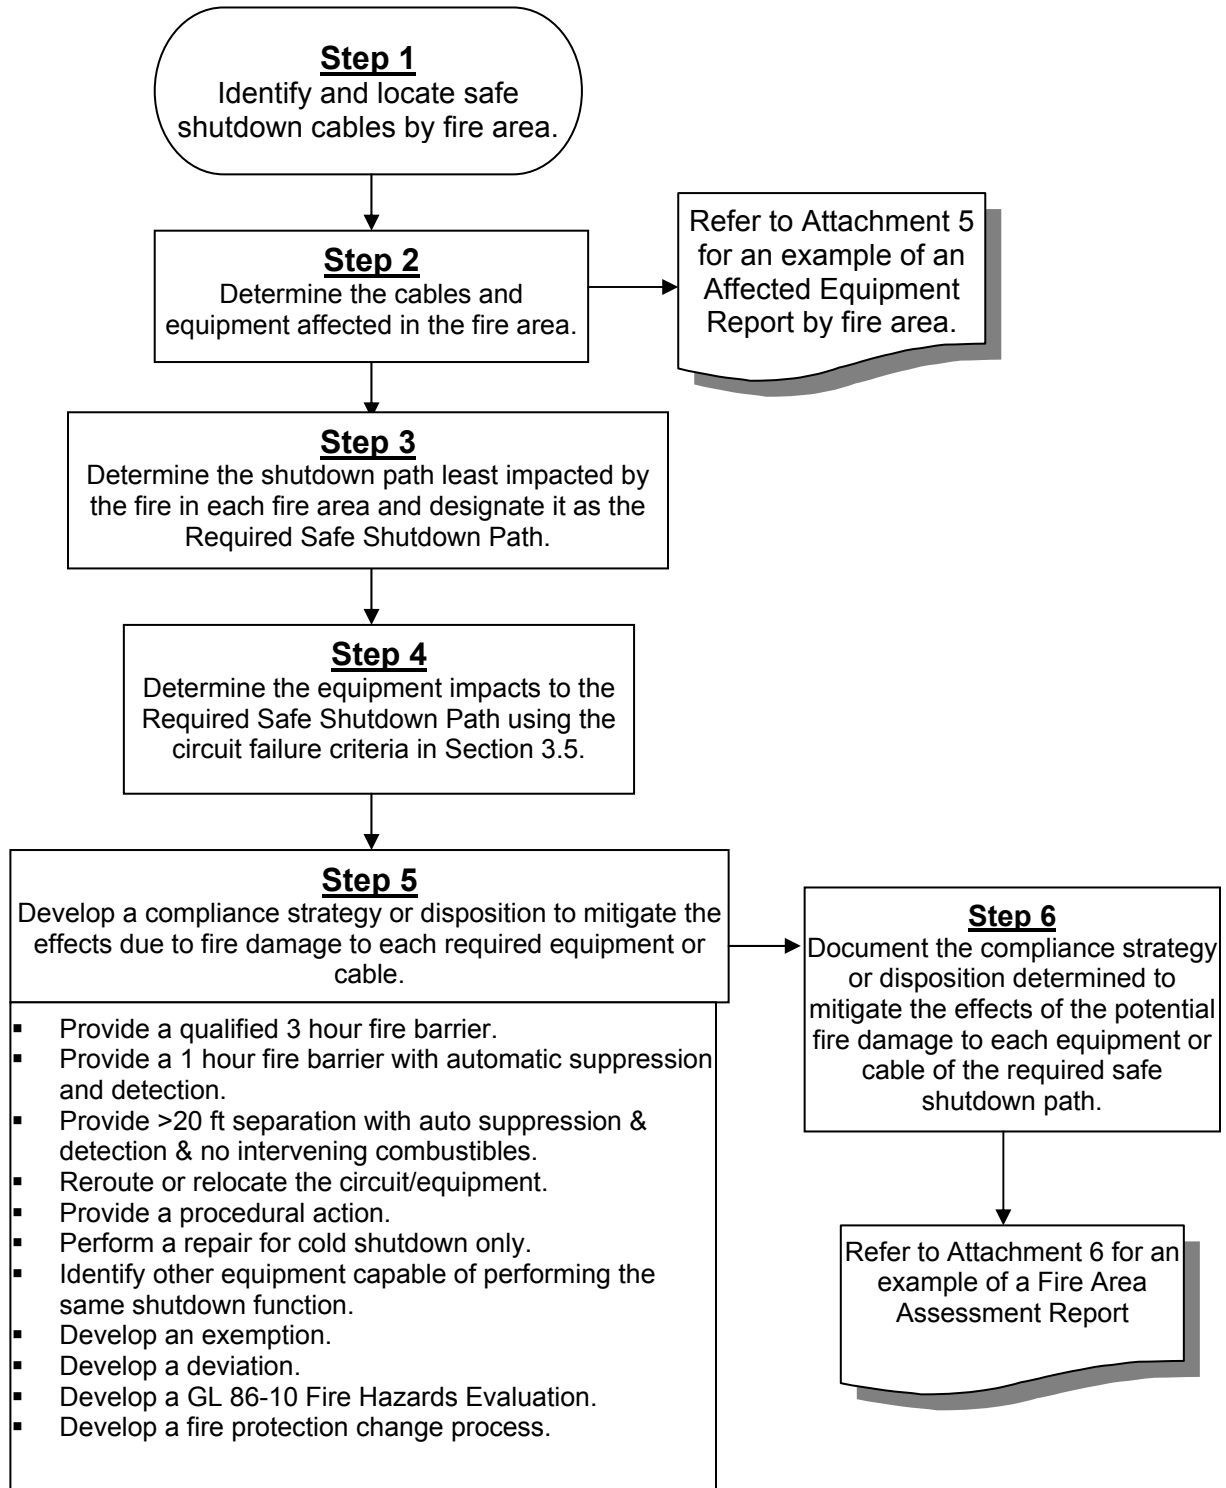 Step 1
Identify and locate safe
shutdown cables by fire area.
Step 2
Determine the cables and
equipment affected in the fire area.
Refer to Attachment 5
for an example of an
Affected Equipment
Report by fire area.
Step 3
Determine the shutdown path least impacted by
the fire in each fire area and designate it as the
Required Safe Shutdown Path.
Step 4
Determine the equipment impacts to the
Required Safe Shutdown Path using the
circuit failure criteria in Section 3.5.
Step 5
Develop a compliance strategy or disposition to mitigate the
effects due to fire damage to each required equipment or
cable.
▪ Provide a qualified 3 hour fire barrier.
▪ Provide a 1 hour fire barrier with automatic suppression
and detection.
▪ Provide >20 ft separation with auto suppression &
detection & no intervening combustibles.
▪ Reroute or relocate the circuit/equipment.
▪ Provide a procedural action.
▪ Perform a repair for cold shutdown only.
▪ Identify other equipment capable of performing the
same shutdown function.
▪ Develop an exemption.
▪ Develop a deviation.
▪ Develop a GL 86-10 Fire Hazards Evaluation.
▪ Develop a fire protection change process.
Step 6
Document the compliance strategy
or disposition determined to
mitigate the effects of the potential
fire damage to each equipment or
cable of the required safe
shutdown path.
Refer to Attachment 6 for an
example of a Fire Area
Assessment Report